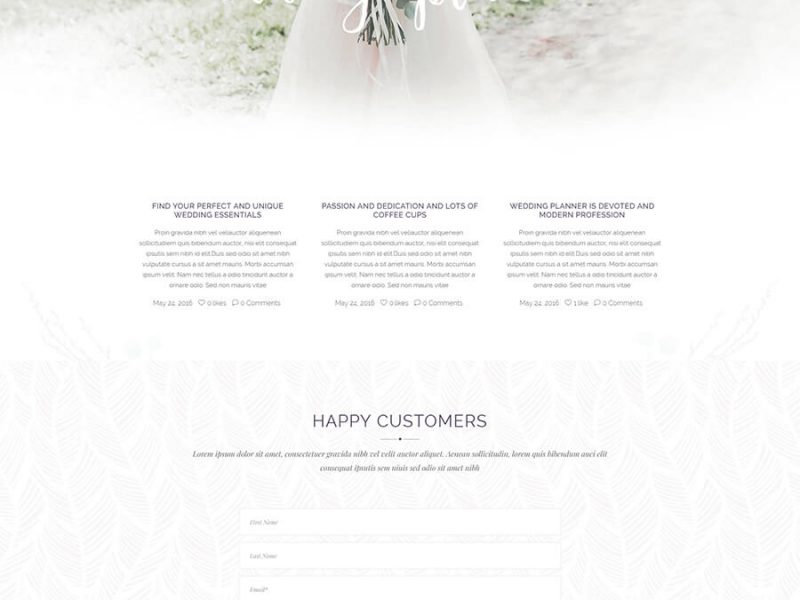 FIND YOUR PERFECT AND UNIQUE
WEDDING ESSENTIALS
Proin gravida nibh vel velauctor aliquenean
sollicitudiem quis bibendum auctor, nisi elit consequat
ipsutis sem nibh id elit.Duis sed odio sit amet nibh
vulputate cursus a sit amet mauris. Morbi accumsan
ipsum velit. Nam nec tellus a odio tincidunt auctor a
ornare odio. Sed non mauris vitae
May 24, 2016 0 likes 0 Comments
PASSION AND DEDICATION AND LOTS OF
COFFEE CUPS
Proin gravida nibh vel velauctor aliquenean
sollicitudiem quis bibendum auctor, nisi elit consequat
ipsutis sem nibh id elit.Duis sed odio sit amet nibh
vulputate cursus a sit amet mauris. Morbi accumsan
ipsum velit. Nam nec tellus a odio tincidunt auctor a
ornare odio. Sed non mauris vitae
May 24, 2016 0 likes 0 Comments
WEDDING PLANNER IS DEVOTED AND
MODERN PROFESSION
Proin gravida nibh vel velauctor aliquenean
sollicitudiem quis bibendum auctor, nisi elit consequat
ipsutis sem nibh id elit.Duis sed odio sit amet nibh
vulputate cursus a sit amet mauris. Morbi accumsan
ipsum velit. Nam nec tellus a odio tincidunt auctor a
ornare odio. Sed non mauris vitae
May 24, 2016 1 like 0 Comments
HAPPY CUSTOMERS
Lorem ipsum dolor sit amet, consectetuer gravida nibh vel velit auctor aliquet. Aenean sollicitudin, lorem quis bibendum auci elit
consequat ipsutis sem niuis sed odio sit amet nibh
First Name
Last Name
Email*